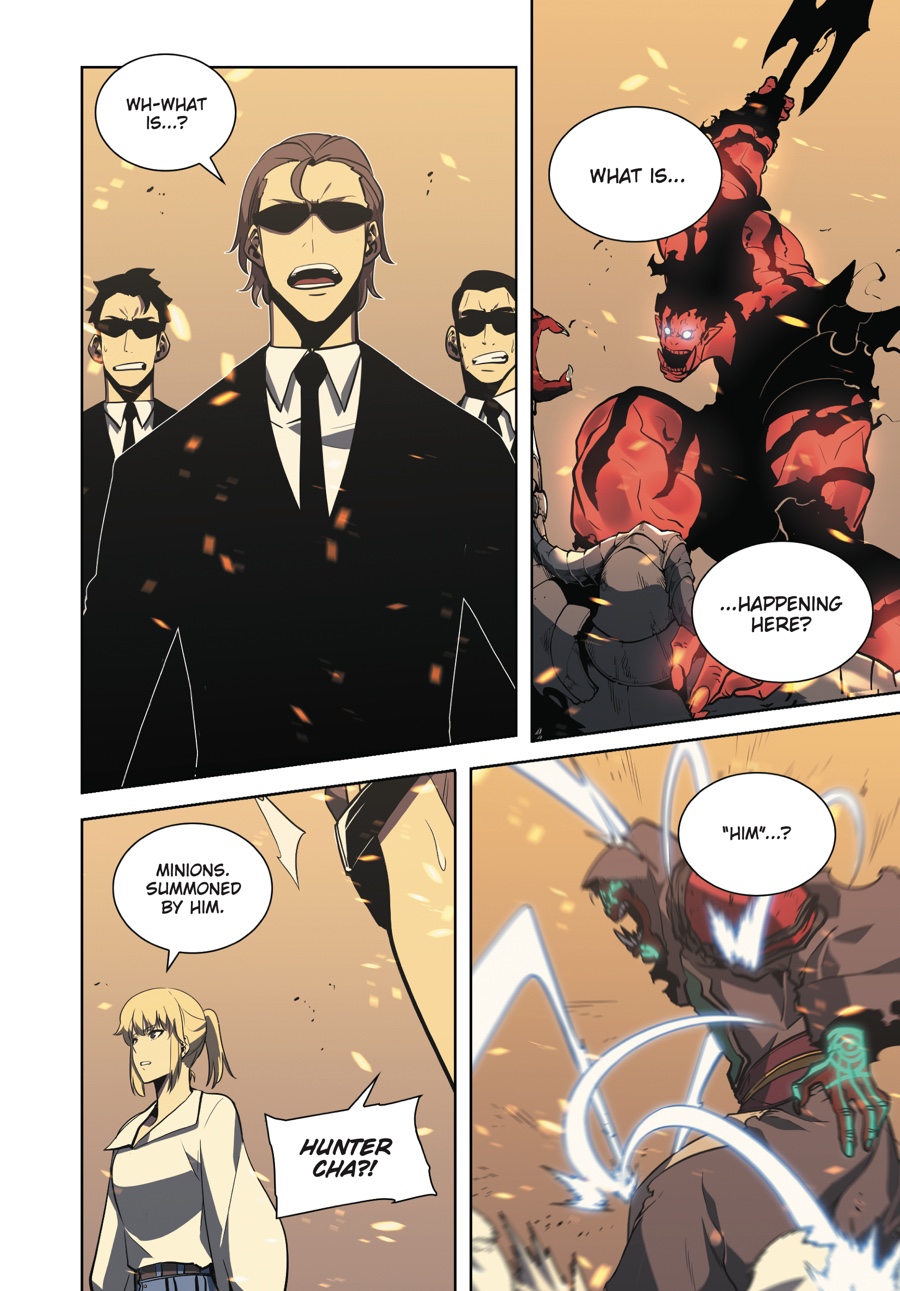 WH-WHAT
IS...?
WHAT IS...
...HAPPENING
HERE?
MINIONS.
SUMMONED
BY HIM.
HUNTER
CHA?!
"HIM"...?